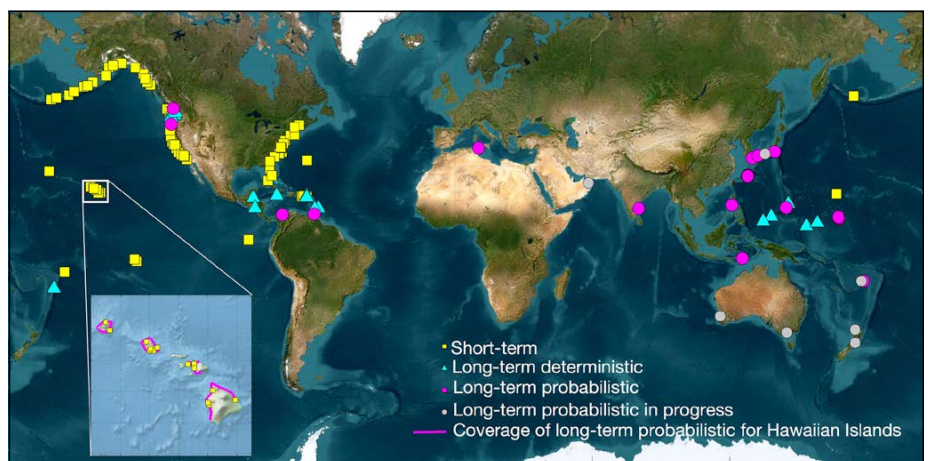 Short-term
Long-term deterministic
Long-term probabilistic
Long-term probabilistic in progress
Coverage of long-term probabilistic for Hawaiian Islands